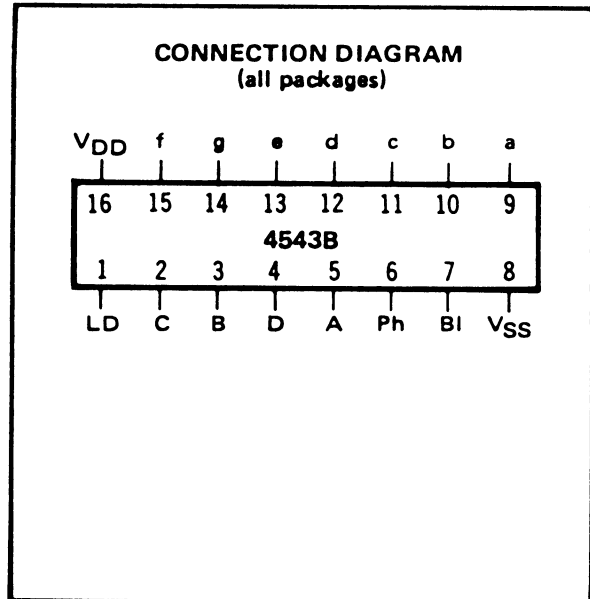 CONNECTION DIAGRAM
(all packages)
VDD f g e d c b a
16 15 14 13 12 11 10 9
4543B
1 2 3 4 5 6 7 8
LD C B D A Ph BI VSS